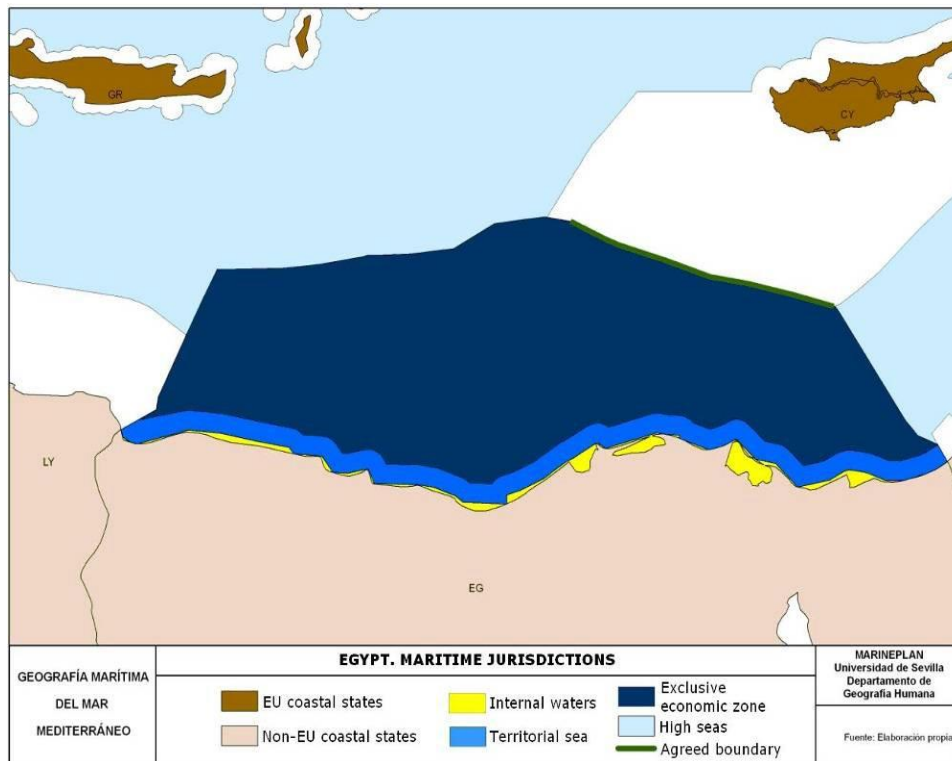 GR
CY
LY
EG
GEOGRAFÍA MARÍTIMA
DEL MAR
MEDITERRÁNEO
EGYPT. MARITIME JURISDICTIONS
EU coastal states
Non-EU coastal states
Internal waters
Territorial sea
Exclusive
economic zone
High seas
Agreed boundary
MARINEPLAN
Universidad de Sevilla
Departamento de
Geografía Humana
Fuente: Elaboración propia